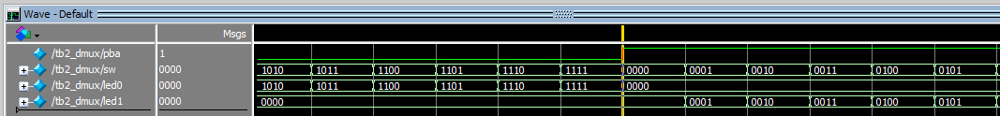 Wave - Default
Msgs
/tb2_dmux/pba 1
/tb2_dmux/sw 0000 1010 1011 1100 1101 1110 1111 0000 0001 0010 0011 0100 0101
/tb2_dmux/led0 0000 1010 1011 1100 1101 1110 1111 0000
/tb2_dmux/led1 0000 0000 0001 0010 0011 0100 0101